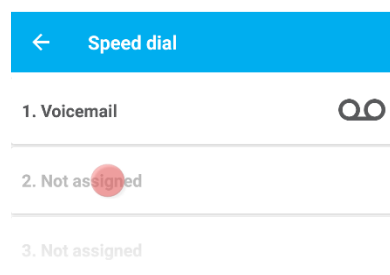 Speed dial
1. Voicemail
2. Not assigned
3. Not assigned